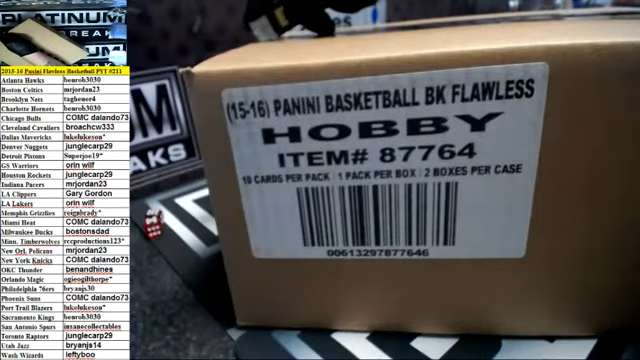 PLATINUM
BREAK
2015-16 Panini Flawless Basketball PYT #211
Atlanta Hawks benrob3030
Boston Celtics mrjordan23
Brooklyn Nets tagheuer4
Charlotte Hornets benrob3030
Chicago Bulls COMC dalando73
Cleveland Cavaliers broachcw333
Dallas Mavericks lukelukeson*
Denver Nuggets junglecarp29
Detroit Pistons Superjoe19*
GS Warriors orin wilf
Houston Rockets junglecarp29
Indiana Pacers mrjordan23
LA Clippers Gary Gordon
LA Lakers orin wilf
Memphis Grizzlies reignbrady*
Miami Heat COMC dalando73
Milwaukee Bucks bostonsdad
Minn. Timberwolves rccproductions123*
New Orl. Pelicans mrjordan23
New York Knicks COMC dalando73
OKC Thunder benandhines
Orlando Magic ogieogilthorpe*
Philadelphia 76ers bryanjs30
Phoenix Suns COMC dalando73
Port Trail Blazers lukelukeson*
Sacramento Kings benrob3030
San Antonio Spurs insanecollectables
Toronto Raptors junglecarp29
Utah Jazz bryanjs14
Wash Wizards leftyboo
(15-16) PANINI BASKETBALL BK FLAWLESS
HOBBY
ITEM# 87764
10 CARDS PER PACK 1 PACK PER BOX 2 BOXES PER CASE
00613297877646